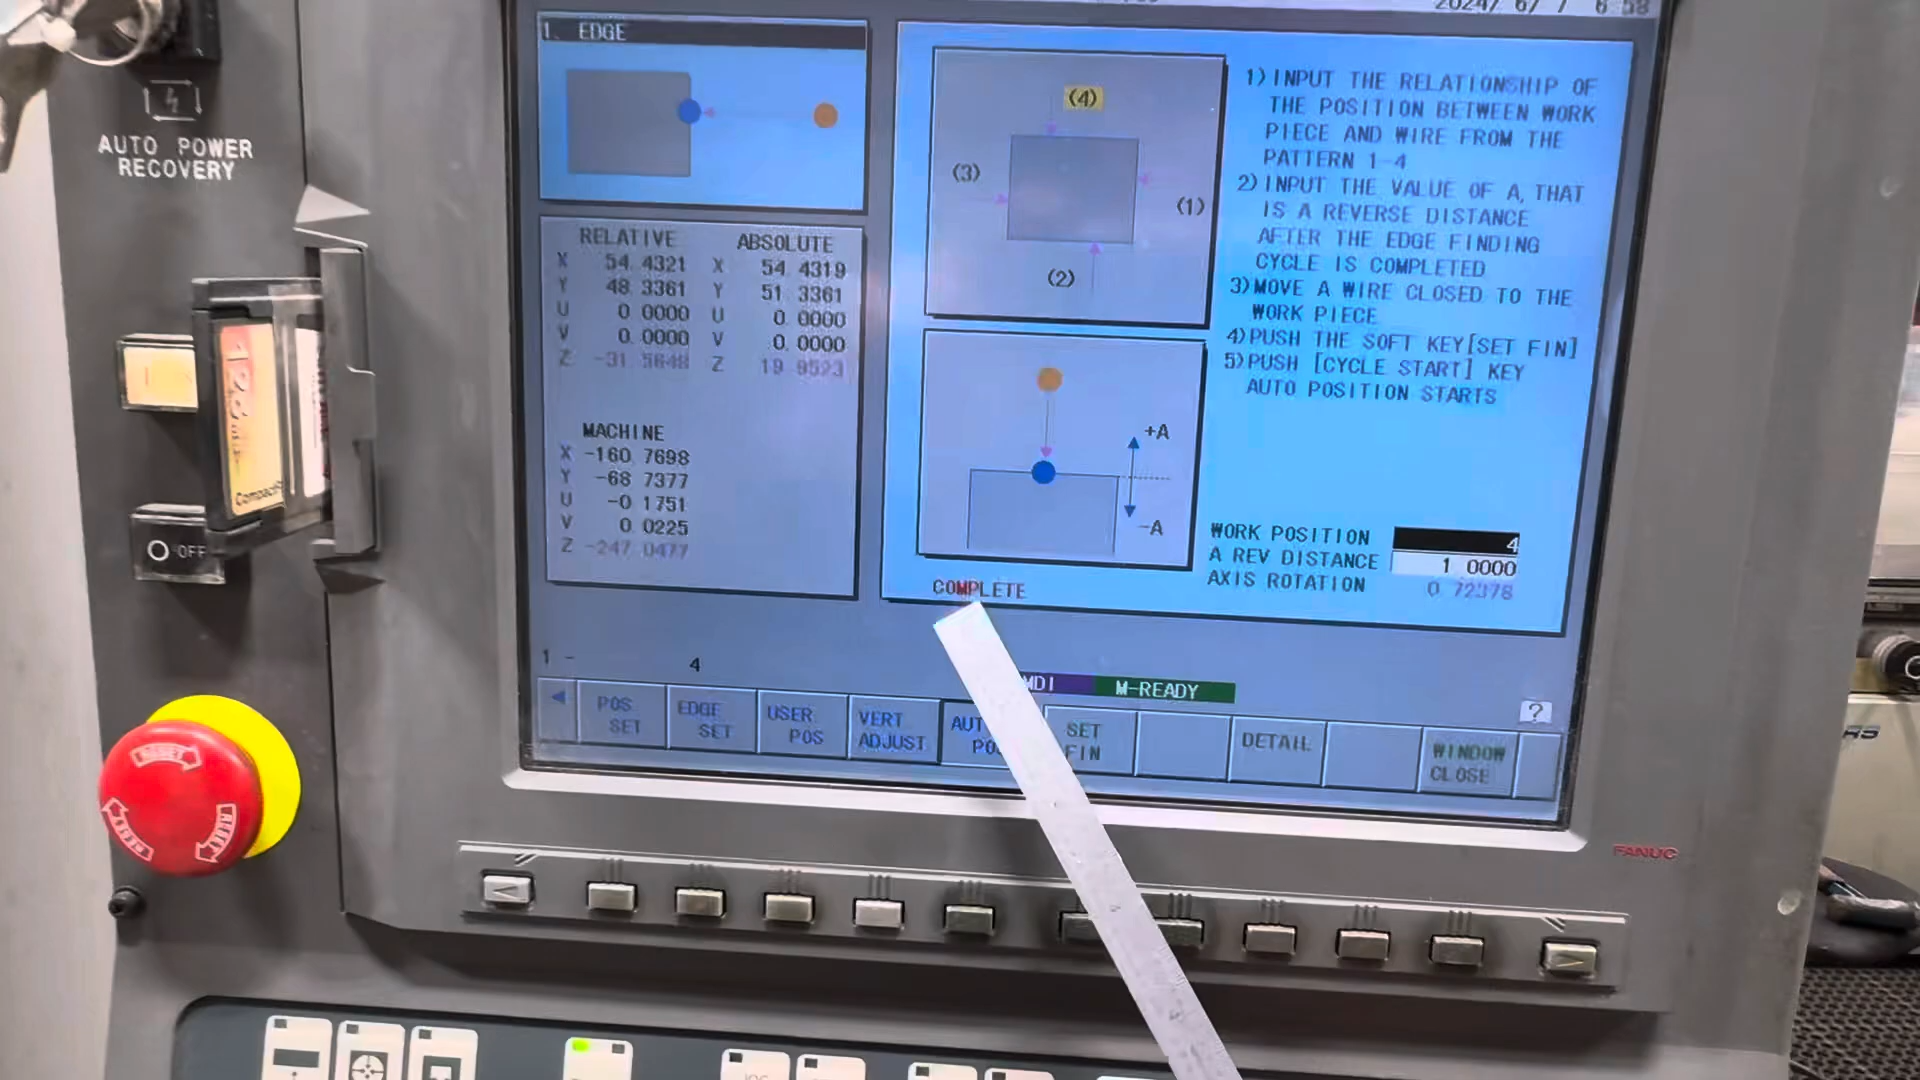 2024/ 6/ 7 6 58
1. EDGE
AUTO POWER
RECOVERY
(4)
(3)
(1)
(2)
1) INPUT THE RELATIONSHIP OF
THE POSITION BETWEEN WORK
PIECE AND WIRE FROM THE
PATTERN 1-4
2) INPUT THE VALUE OF A, THAT
IS A REVERSE DISTANCE
AFTER THE EDGE FINDING
CYCLE IS COMPLETED
3) MOVE A WIRE CLOSED TO THE
WORK PIECE
4) PUSH THE SOFT KEY[SET FIN]
5) PUSH [CYCLE START] KEY
AUTO POSITION STARTS
RELATIVE ABSOLUTE
X 54.4321 X 54.4319
Y 48.3361 Y 51.3361
U 0.0000 U 0.0000
V 0.0000 V 0.0000
Z -31.5648 Z 19.9523
MACHINE
X -160.7698
Y -68.7377
U -0.1751
V 0.0225
Z -247.0477
+A
-A
WORK POSITION 4
A REV DISTANCE 1.0000
AXIS ROTATION 0.72378
COMPLETE
1 - 4
MDI M-READY
?
POS SET
EDGE SET
USER POS
VERT ADJUST
SET FIN
DETAIL
WINDOW CLOSE
OFF
RESET
RESET
RESET
FANUC